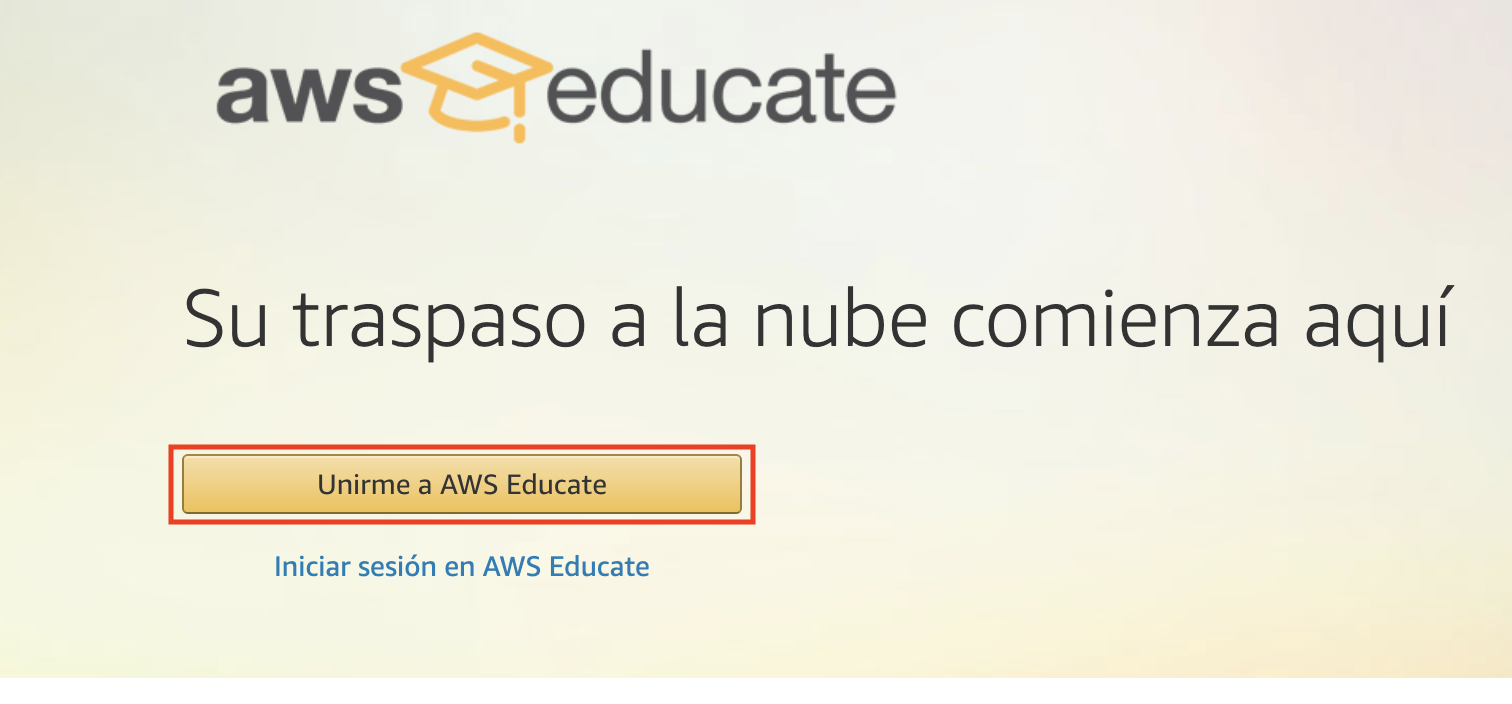 aws educate
Su traspaso a la nube comienza aquí
Unirme a AWS Educate
Iniciar sesión en AWS Educate